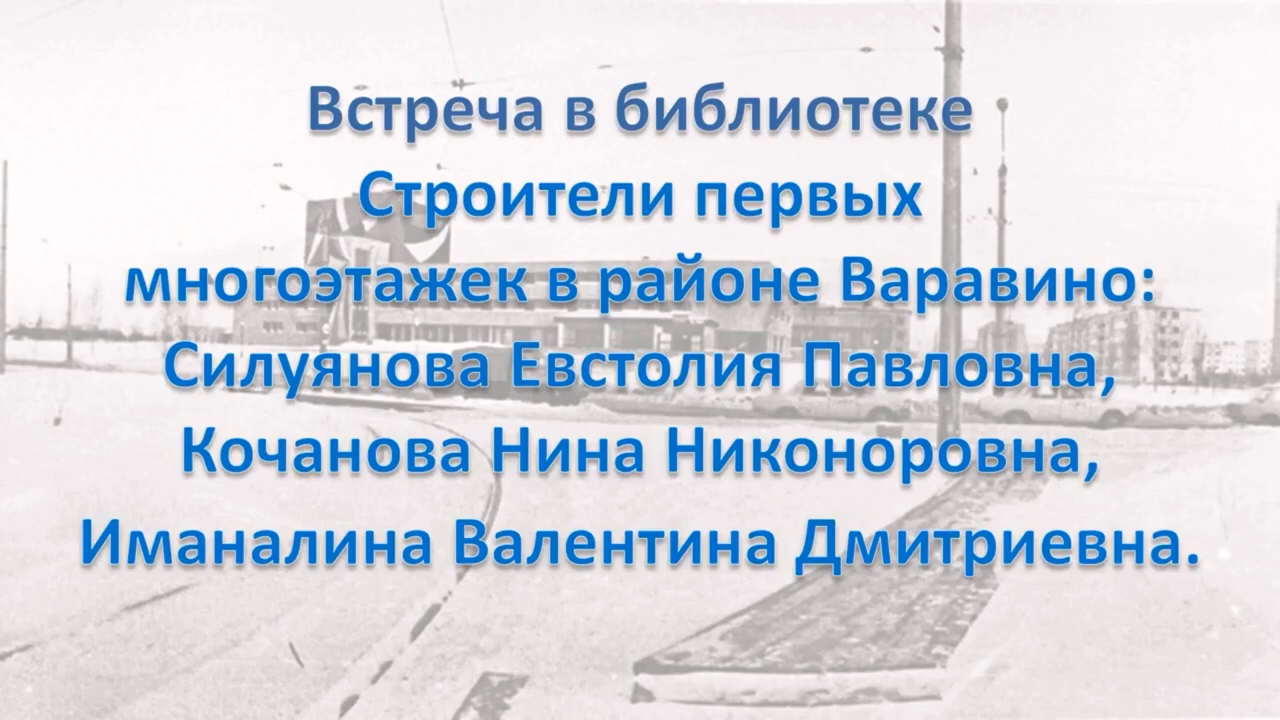 Встреча в библиотеке
Строители первых
многоэтажек в районе Варавино:
Силуянова Евстолия Павловна,
Кочанова Нина Никоноровна,
Иманалина Валентина Дмитриевна.